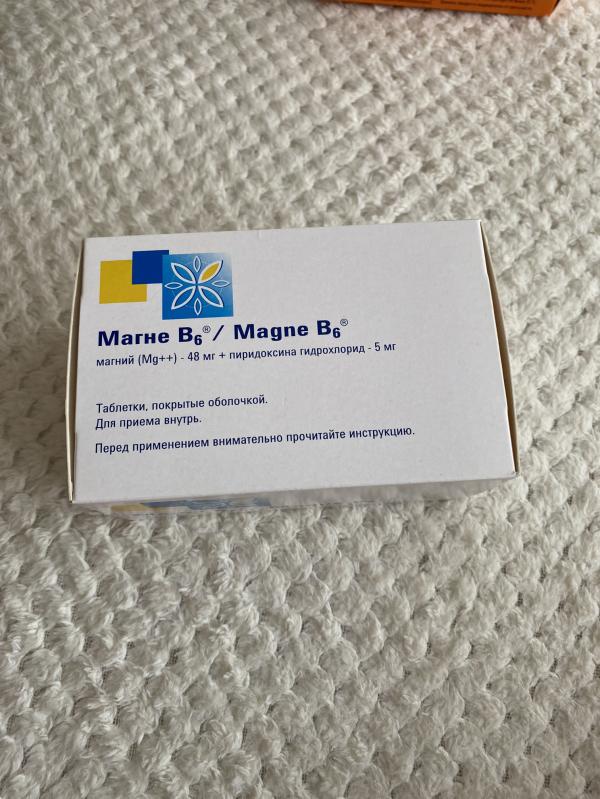 Магне B6® / Magne B6®
магний (Mg++) - 48 мг + пиридоксина гидрохлорид - 5 мг
Таблетки, покрытые оболочкой.
Для приема внутрь.
Перед применением внимательно прочитайте инструкцию.